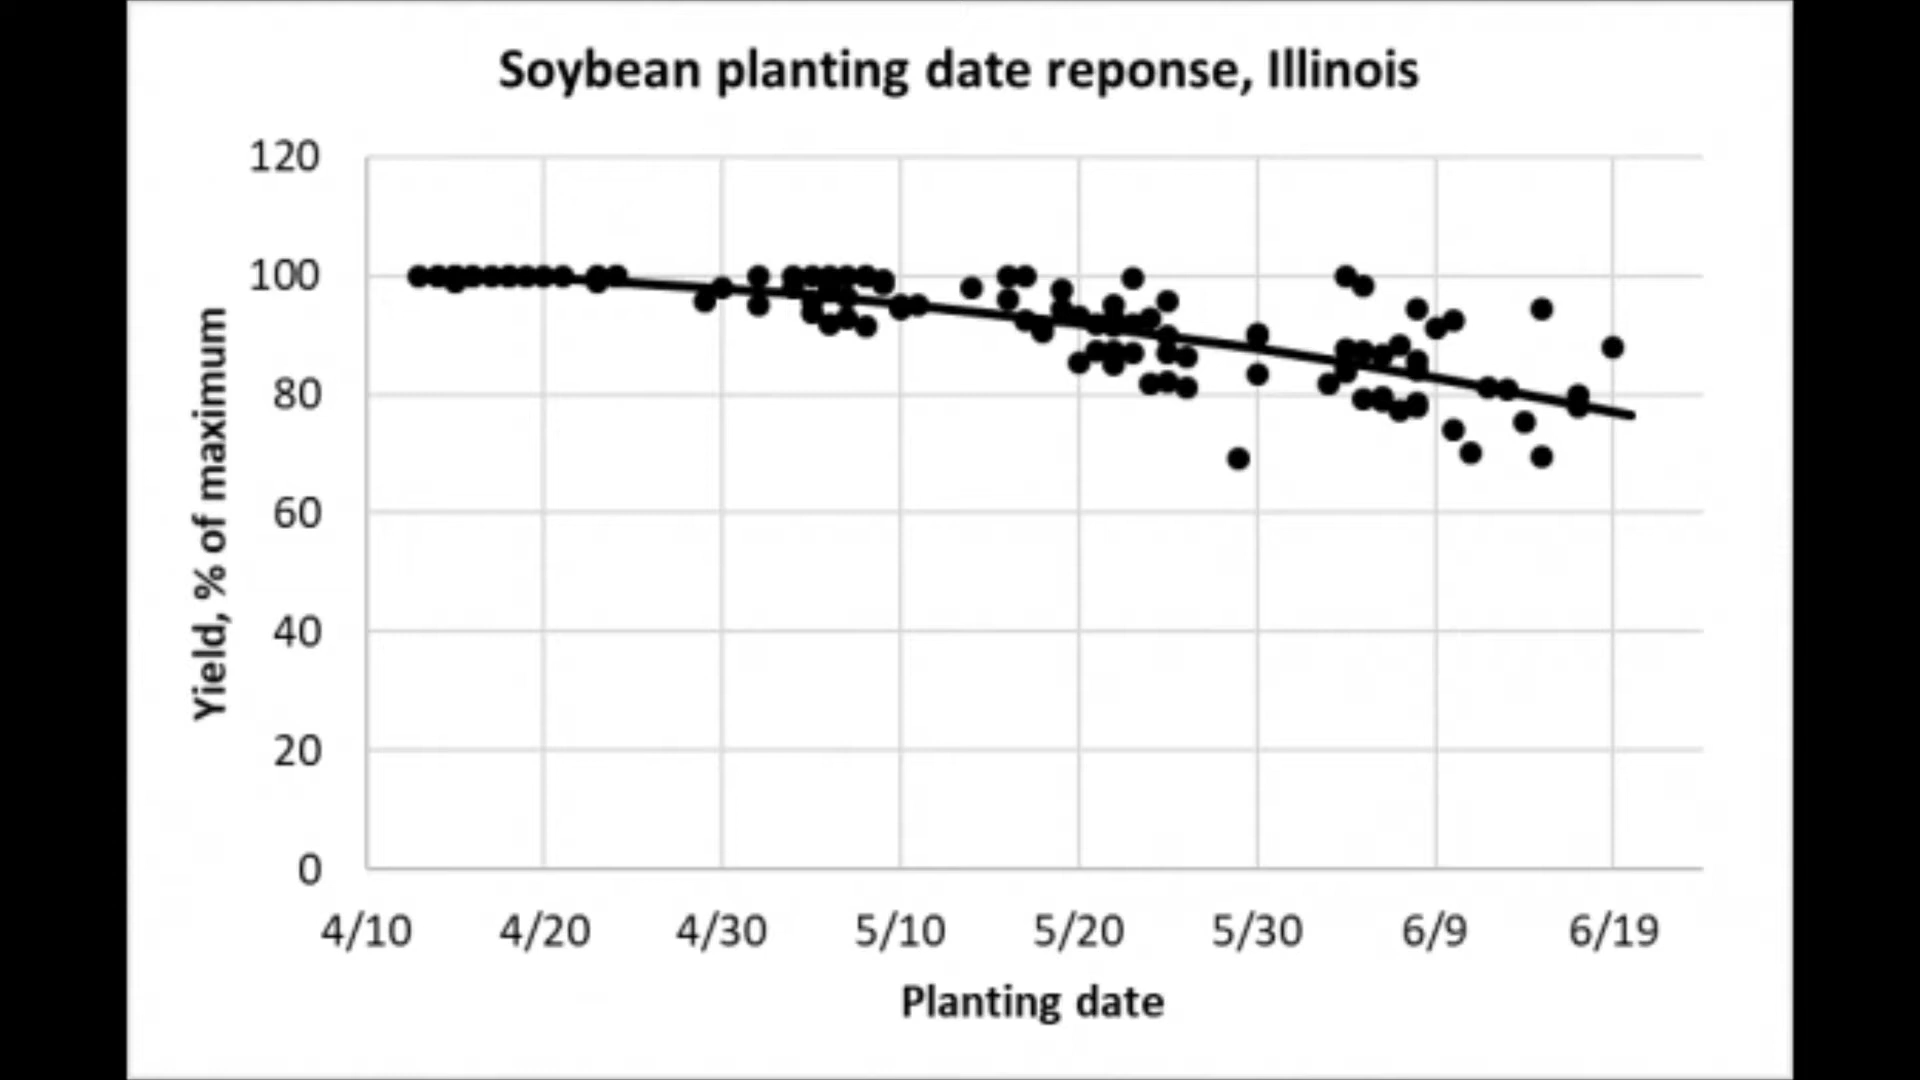 Soybean planting date reponse, Illinois
120
100
80
60
40
20
0
Yield, % of maximum
4/10 4/20 4/30 5/10 5/20 5/30 6/9 6/19
Planting date